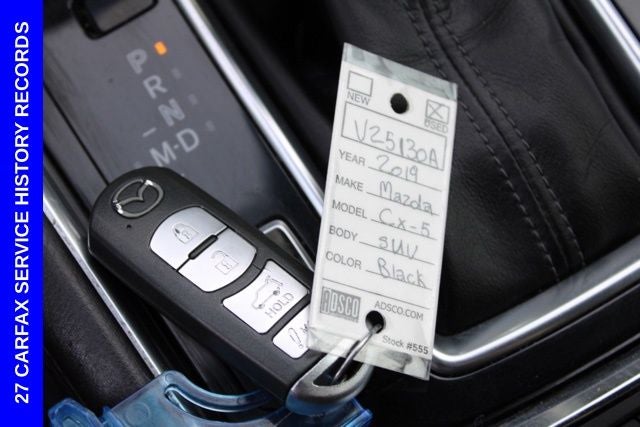 27 CARFAX SERVICE HISTORY RECORDS
P
R
N
M-D
HOLD
NEW
USED
V25130A
YEAR 2019
MAKE Mazda
MODEL Cx-5
BODY SUV
COLOR Black
ADSCO ADSCO.COM
Stock #555